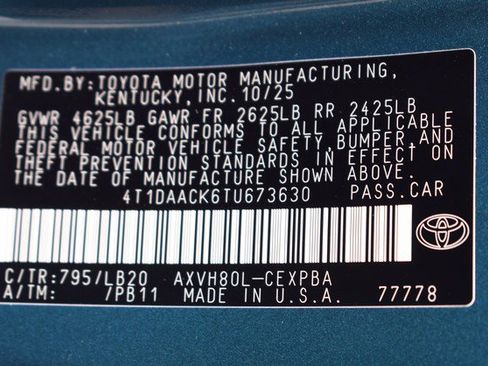 MFD.BY:TOYOTA MOTOR MANUFACTURING,
KENTUCKY, INC. 10/25
GVWR 4625LB GAWR FR 2625LB RR 2425LB
THIS VEHICLE CONFORMS TO ALL APPLICABLE
FEDERAL MOTOR VEHICLE SAFETY,BUMPER,AND
THEFT PREVENTION STANDARDS IN EFFECT ON
THE DATE OF MANUFACTURE SHOWN ABOVE.
4T1DAACK6TU673630 PASS.CAR
C/TR:795/LB20 AXVH80L-CEXPBA
A/TM: /PB11 MADE IN U.S.A. 77778